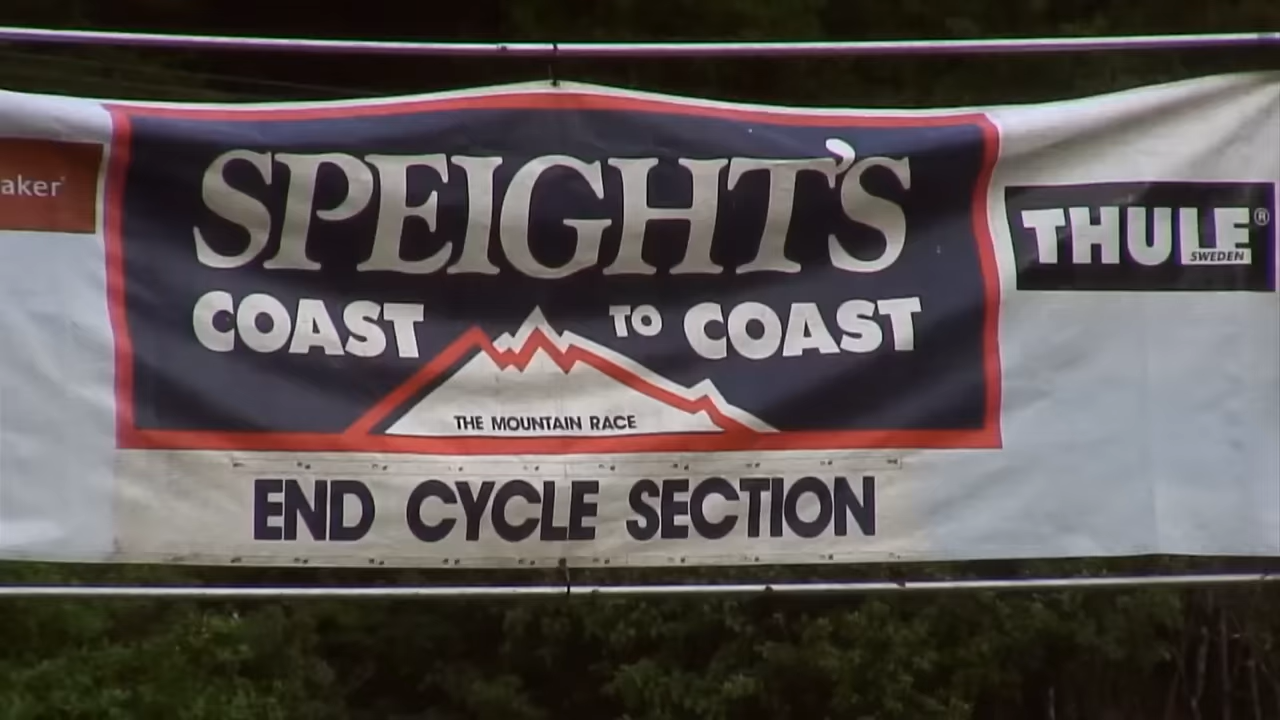 aker
SPEIGHT'S
COAST TO COAST
THE MOUNTAIN RACE
END CYCLE SECTION
THULE®
SWEDEN